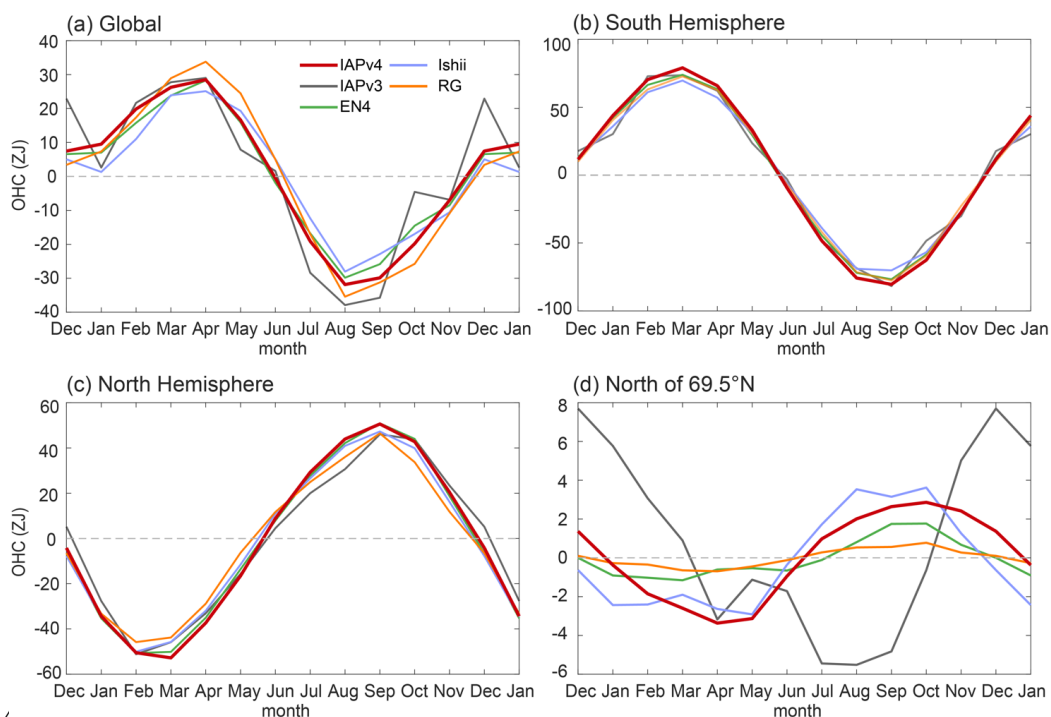 (a) Global
OHC (ZJ)
40
30
20
10
0
-10
-20
-30
-40
IAPv4
IAPv3
EN4
Ishii
RG
Dec Jan Feb Mar Apr May Jun Jul Aug Sep Oct Nov Dec Jan
month
(b) South Hemisphere
100
50
0
-50
-100
Dec Jan Feb Mar Apr May Jun Jul Aug Sep Oct Nov Dec Jan
month
(c) North Hemisphere
OHC (ZJ)
60
40
20
0
-20
-40
-60
Dec Jan Feb Mar Apr May Jun Jul Aug Sep Oct Nov Dec Jan
month
(d) North of 69.5°N
8
6
4
2
0
-2
-4
-6
Dec Jan Feb Mar Apr May Jun Jul Aug Sep Oct Nov Dec Jan
month